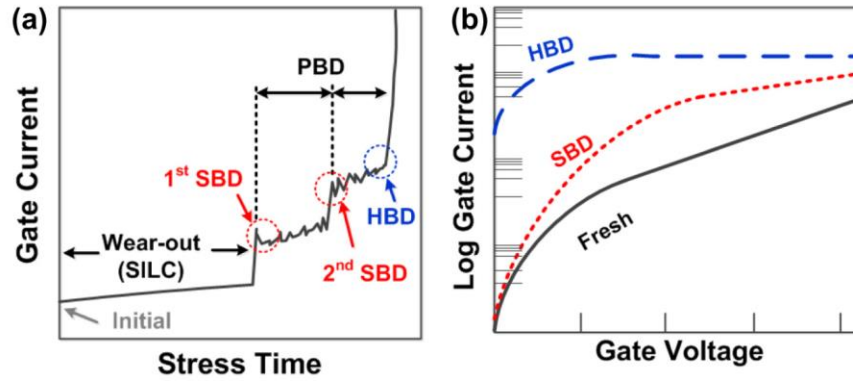 (a)
PBD
1st SBD
HBD
Wear-out
(SILC)
2nd SBD
Initial
Gate Current
Stress Time
(b)
HBD
SBD
Fresh
Log Gate Current
Gate Voltage